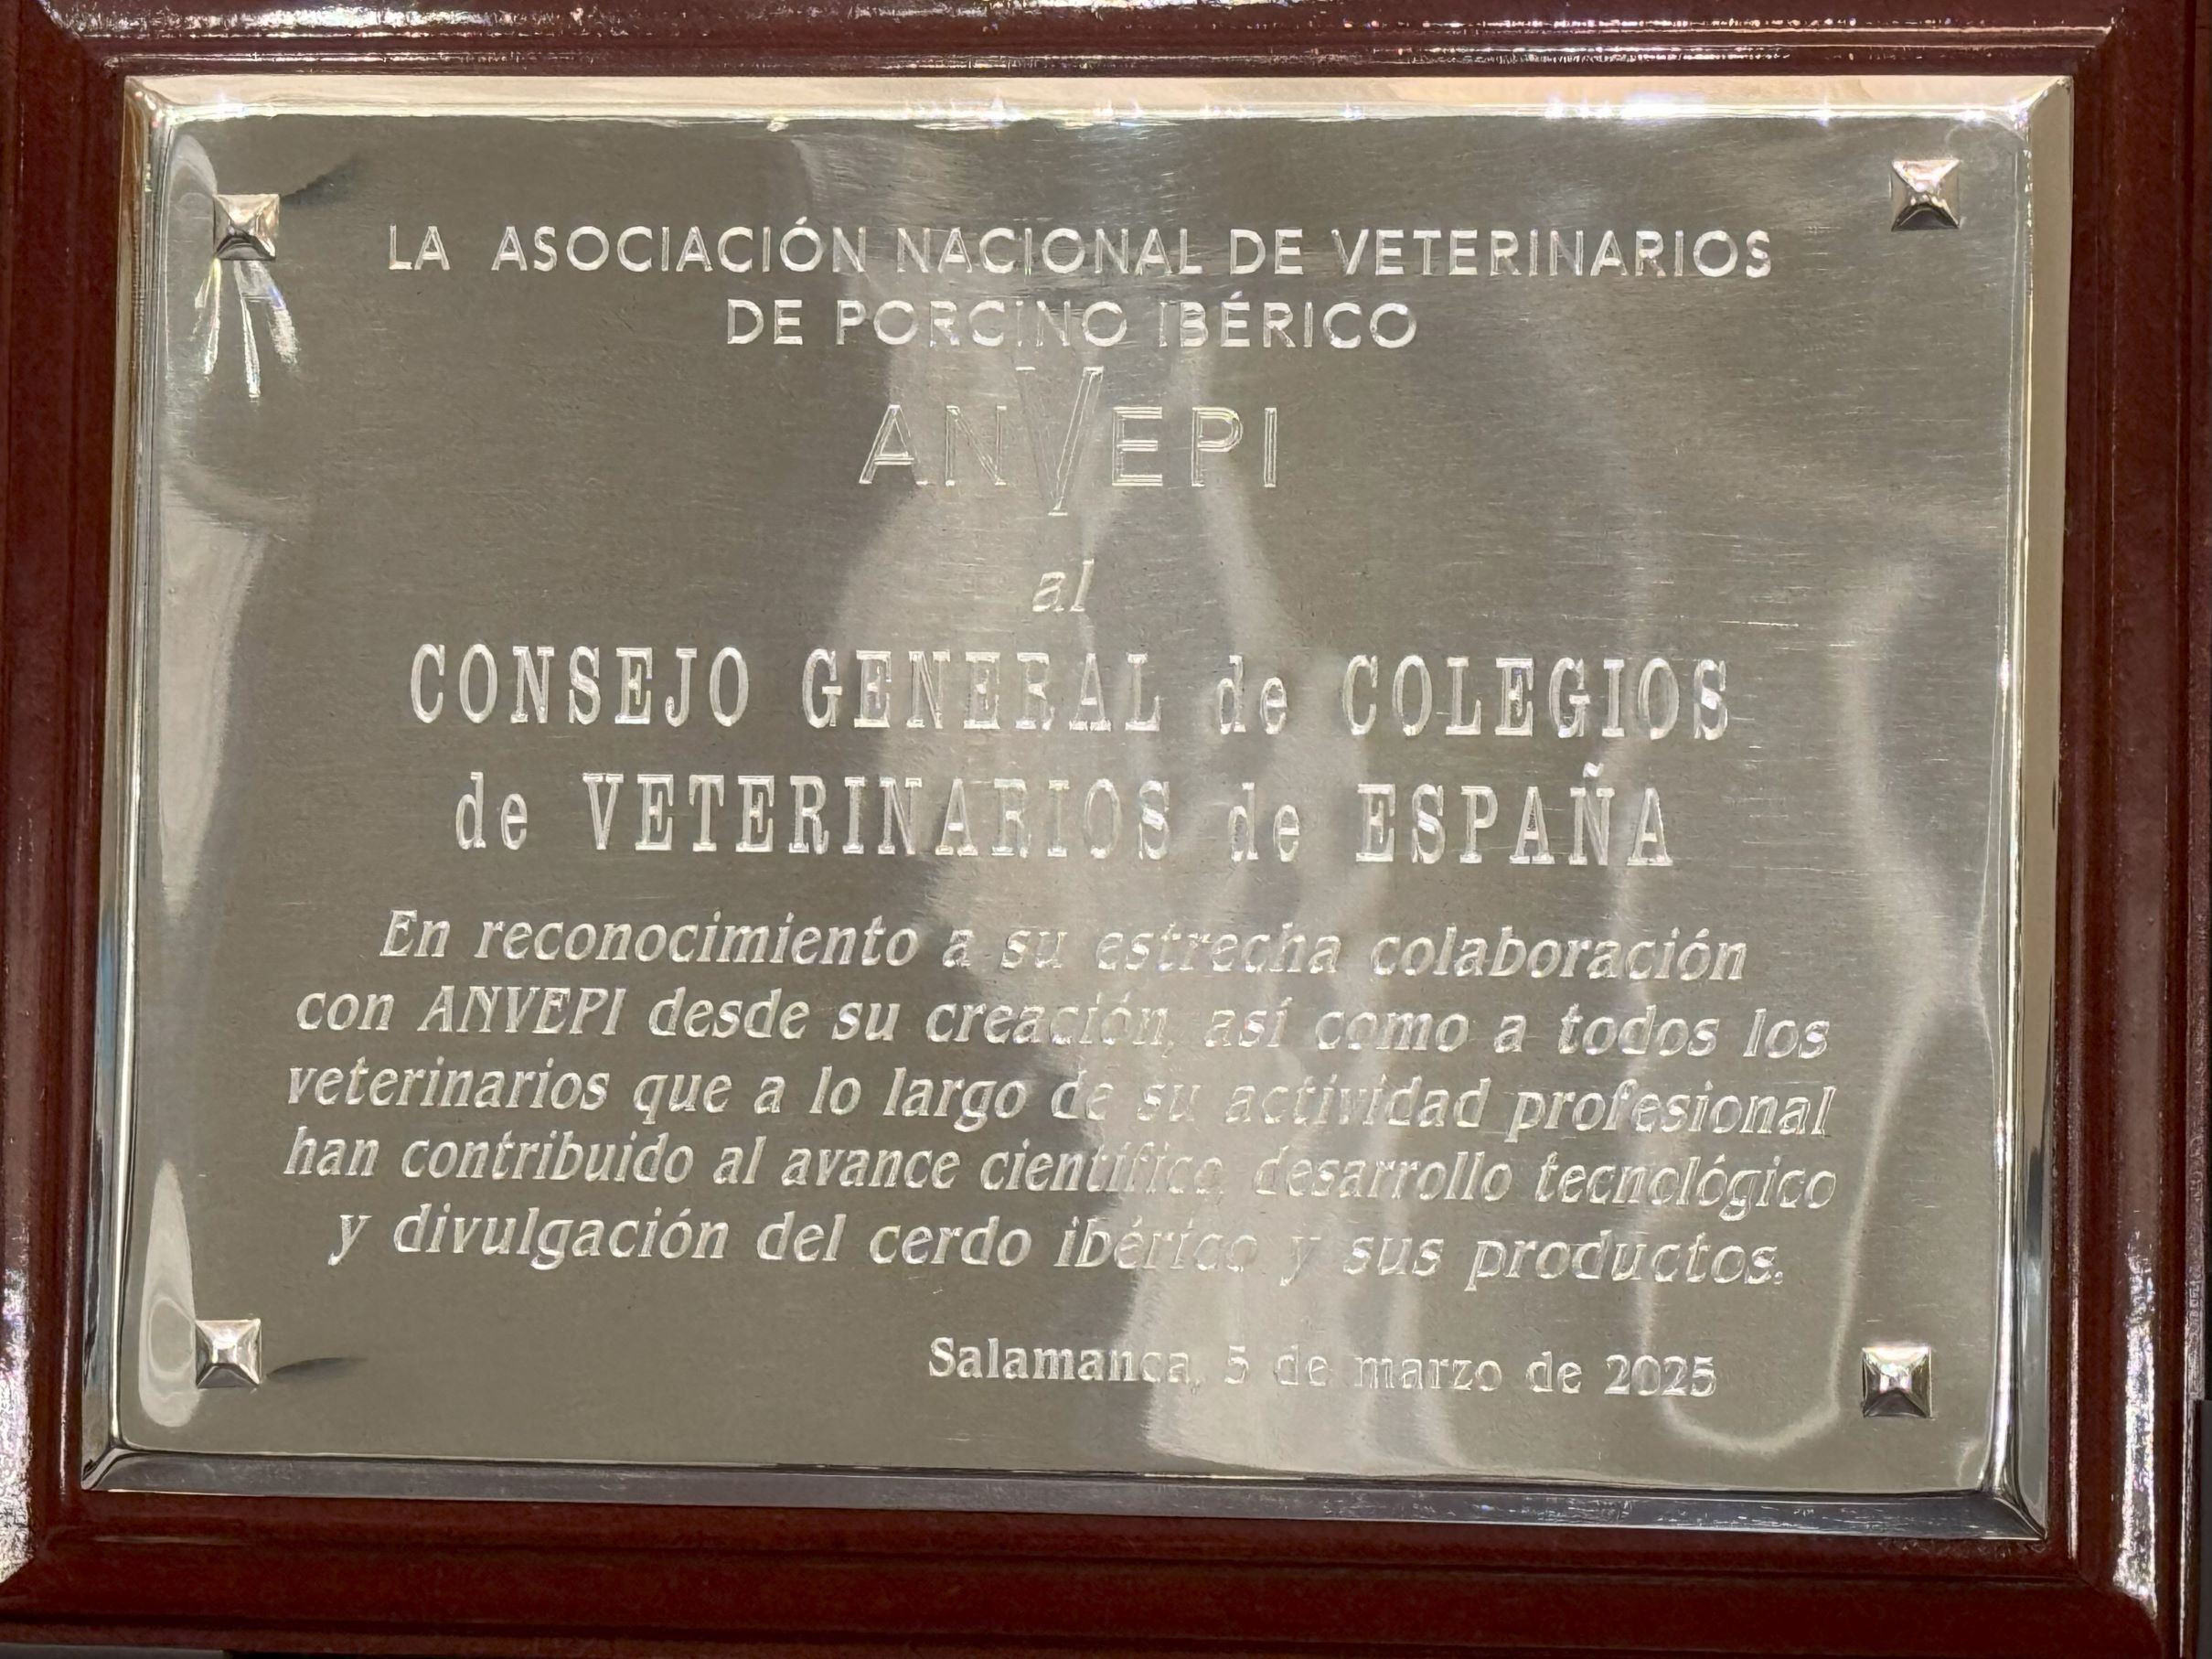 LA ASOCIACIÓN NACIONAL DE VETERINARIOS
DE PORCINO IBÉRICO
ANVEPI
al
CONSEJO GENERAL de COLEGIOS
de VETERINARIOS de ESPAÑA
En reconocimiento a su estrecha colaboración
con ANVEPI desde su creación, así como a todos los
veterinarios que a lo largo de su actividad profesional
han contribuido al avance científico, desarrollo tecnológico
y divulgación del cerdo ibérico y sus productos.
Salamanca, 5 de marzo de 2025